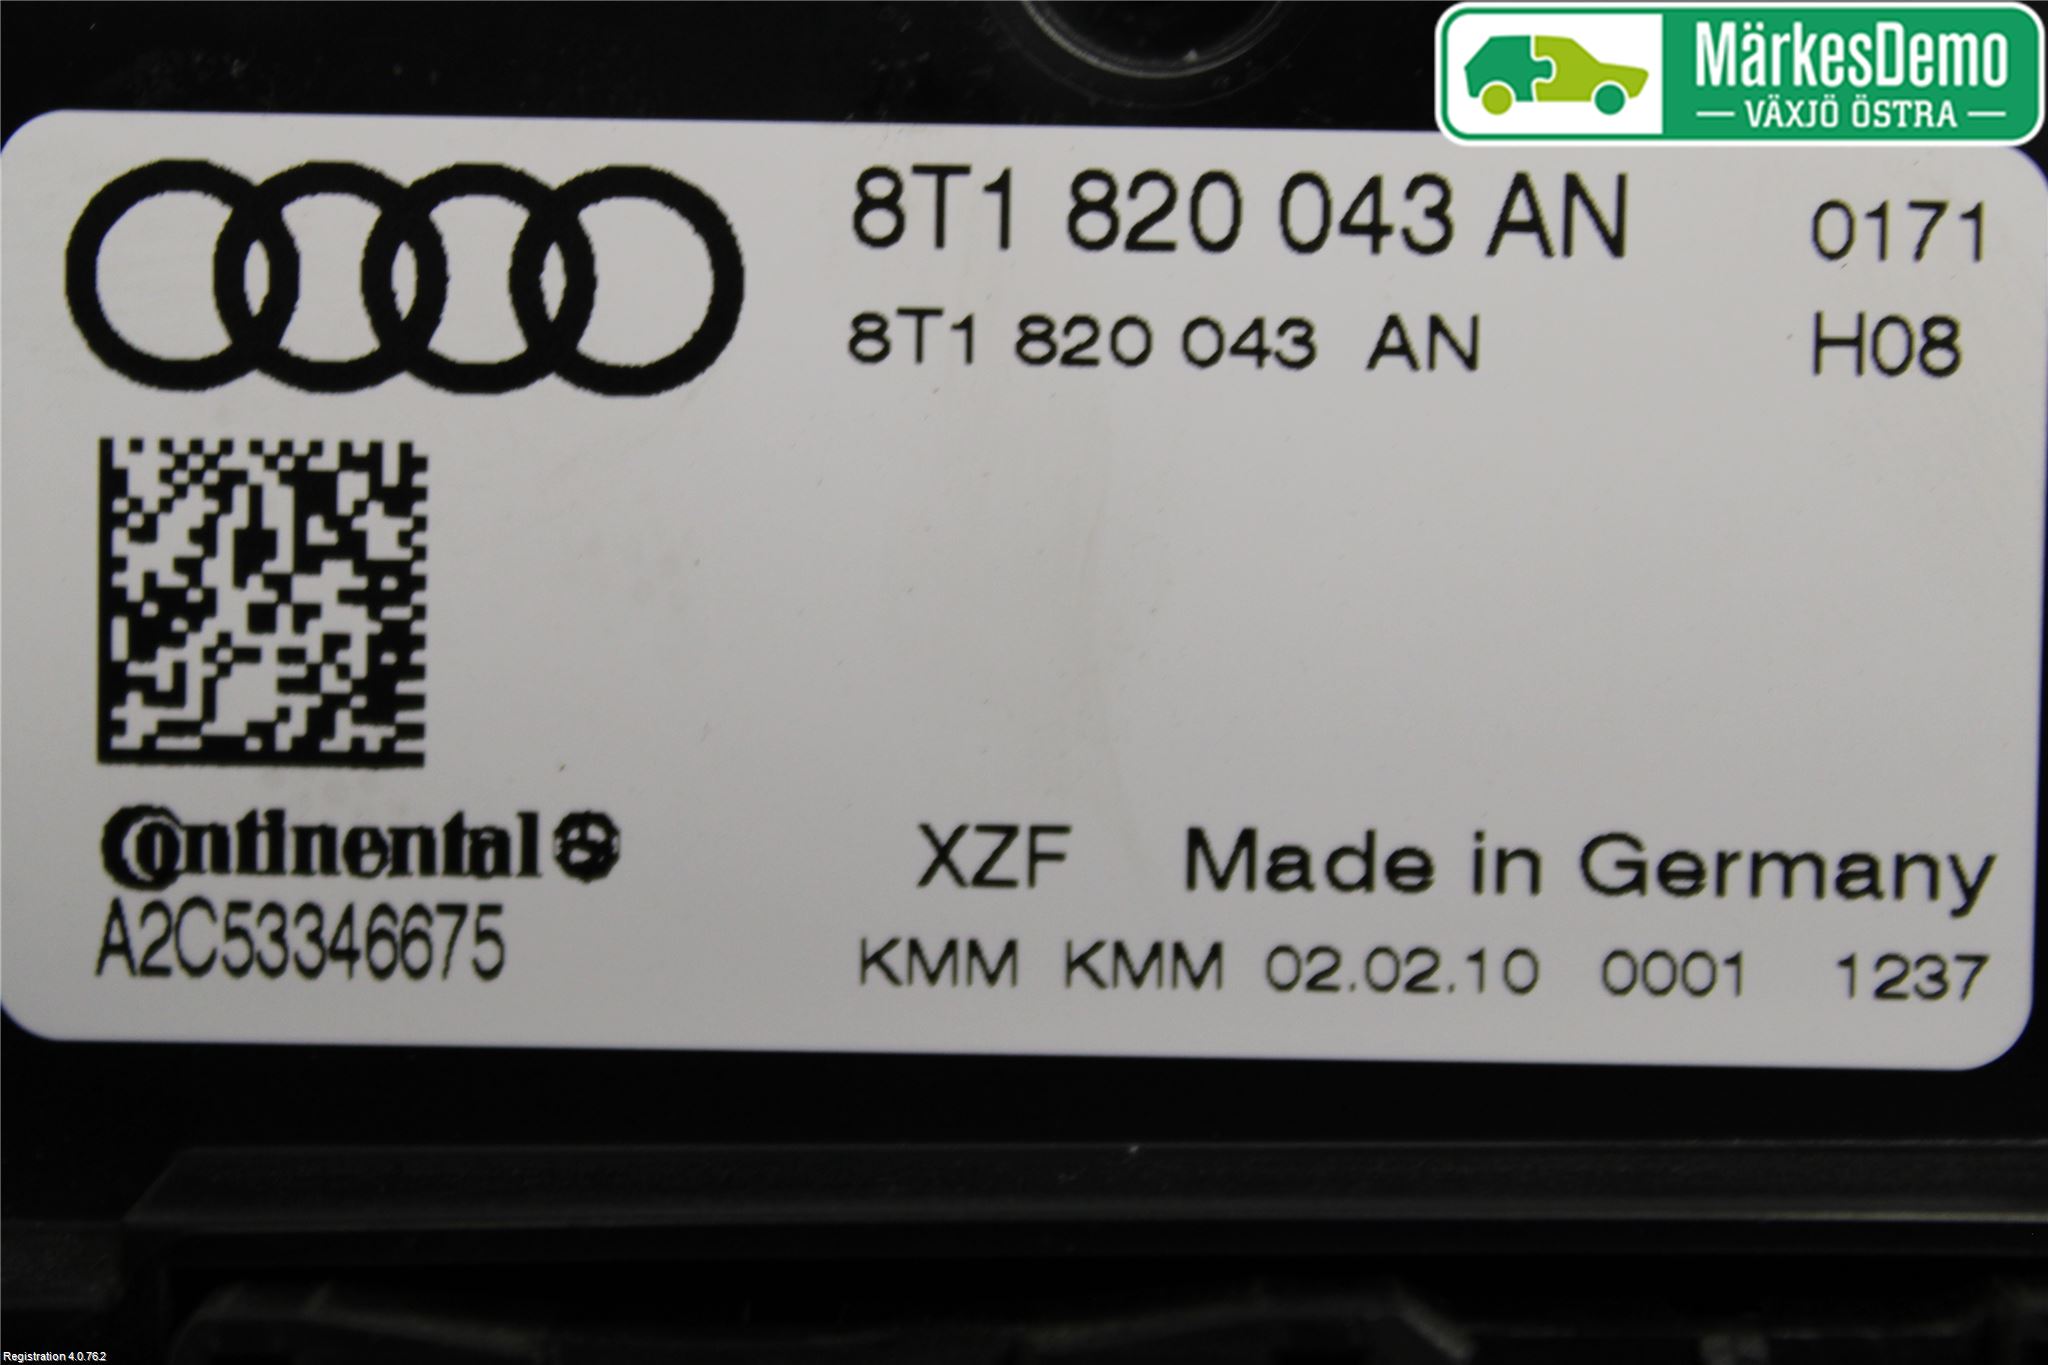 MärkesDemo
VÄXJÖ ÖSTRA
8T1 820 043 AN 0171
8T1 820 043 AN H08
Continental
A2C53346675
XZF Made in Germany
KMM KMM 02.02.10 0001 1237
Registration 4.0.76.2